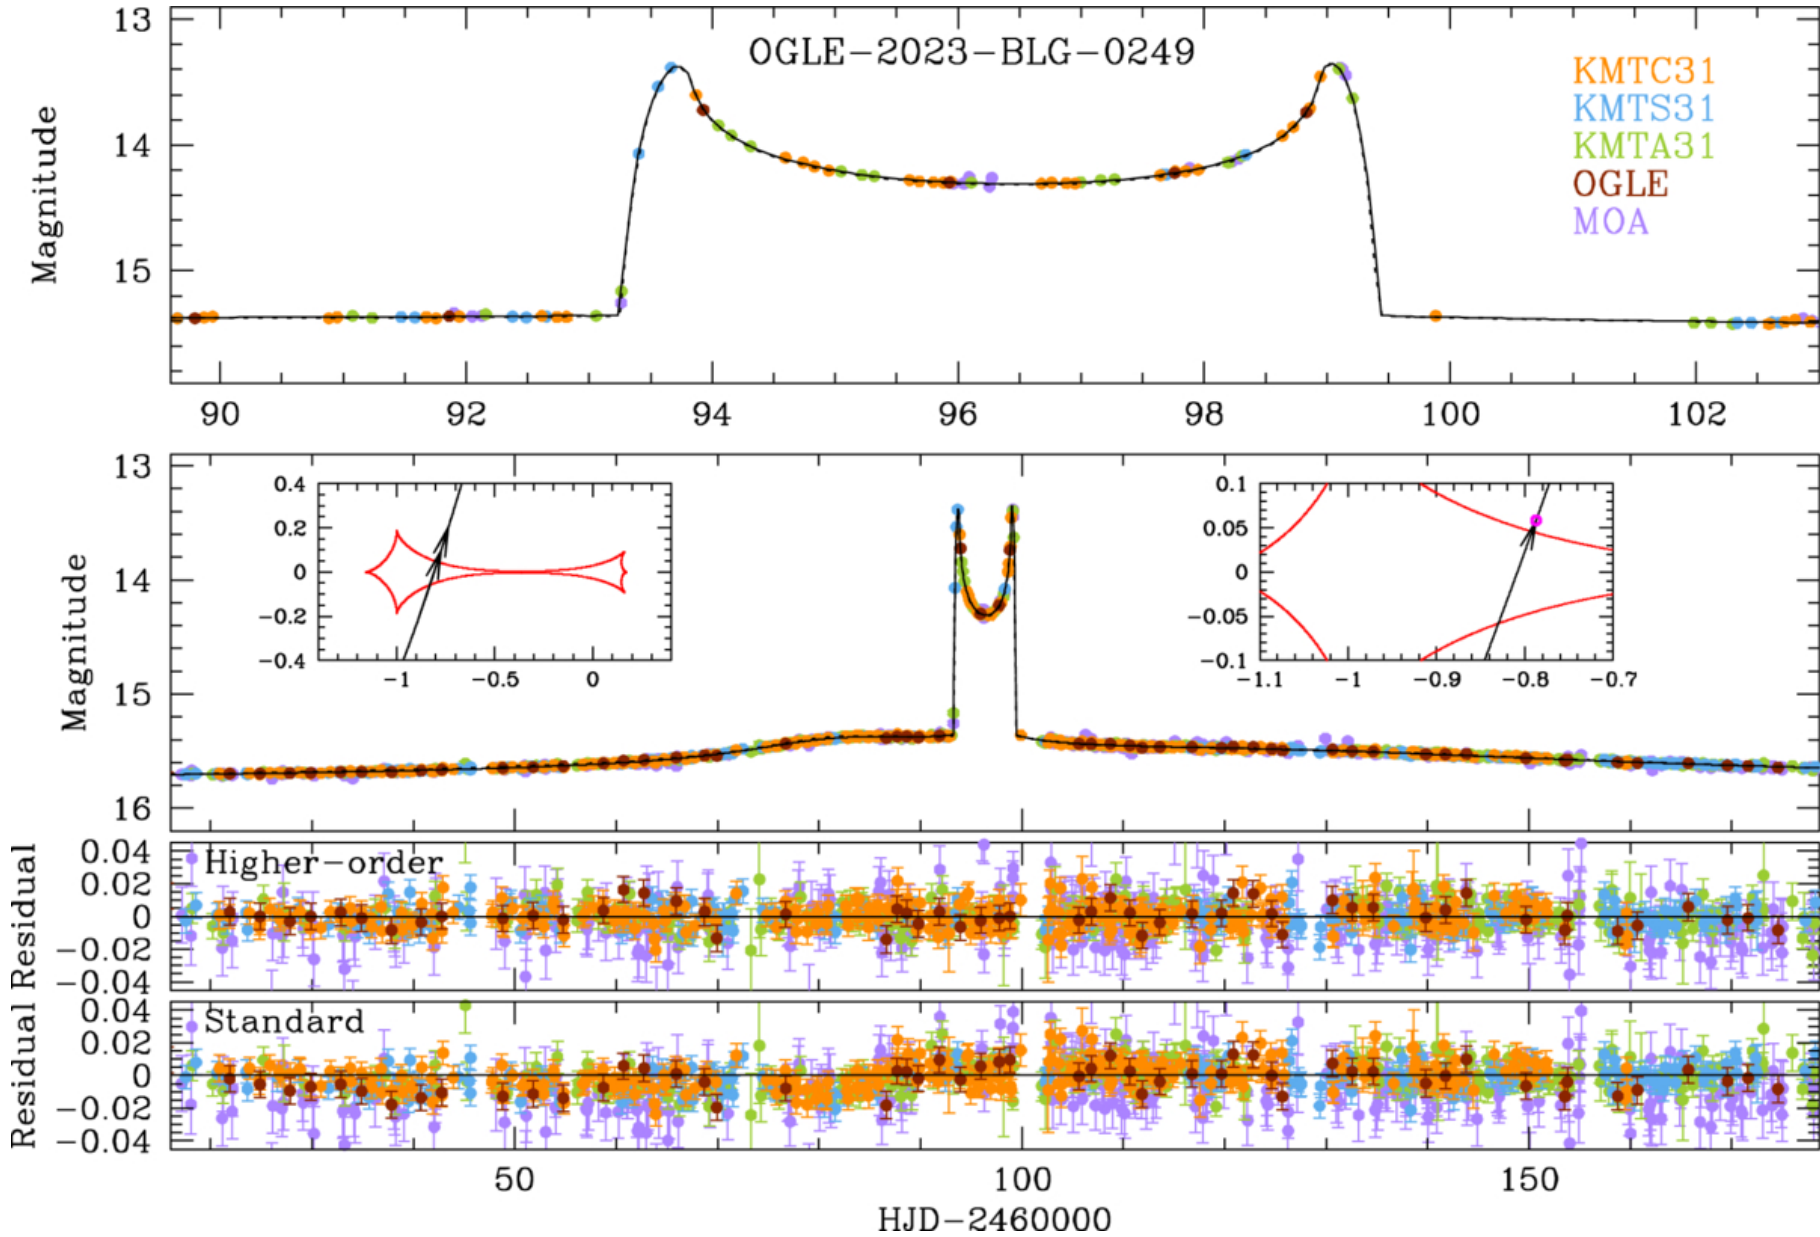 OGLE-2023-BLG-0249
KMTC31
KMTS31
KMTA31
OGLE
MOA
Magnitude
13
14
15
90 92 94 96 98 100 102
Magnitude
13
14
15
16
0.4
0.2
0
-0.2
-0.4
-1 -0.5 0
0.1
0.05
0
-0.05
-0.1
-1.1 -1 -0.9 -0.8 -0.7
Residual
Higher-order
0.04
0.02
0
-0.02
-0.04
Residual
Standard
0.04
0.02
0
-0.02
-0.04
50 100 150
HJD-2460000